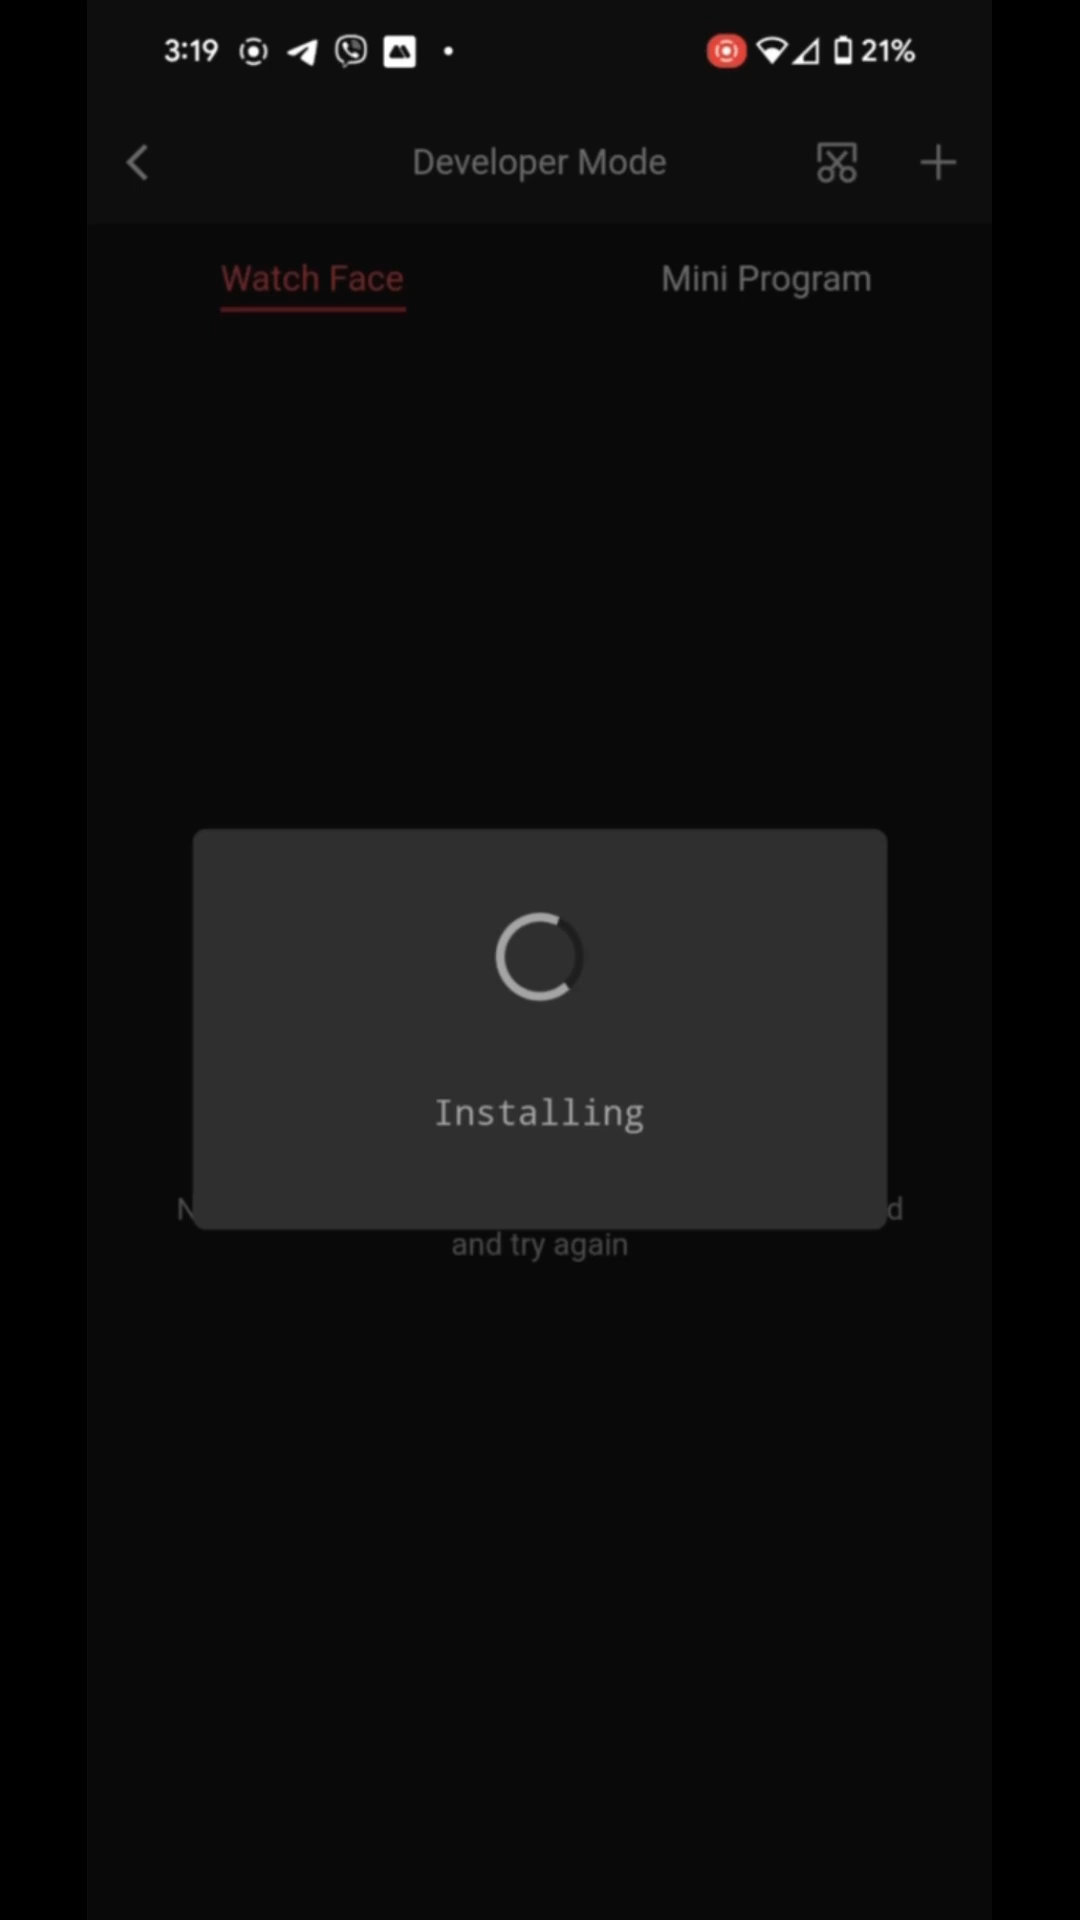 3:19 21%
Developer Mode
Watch Face Mini Program
Installing
and try again